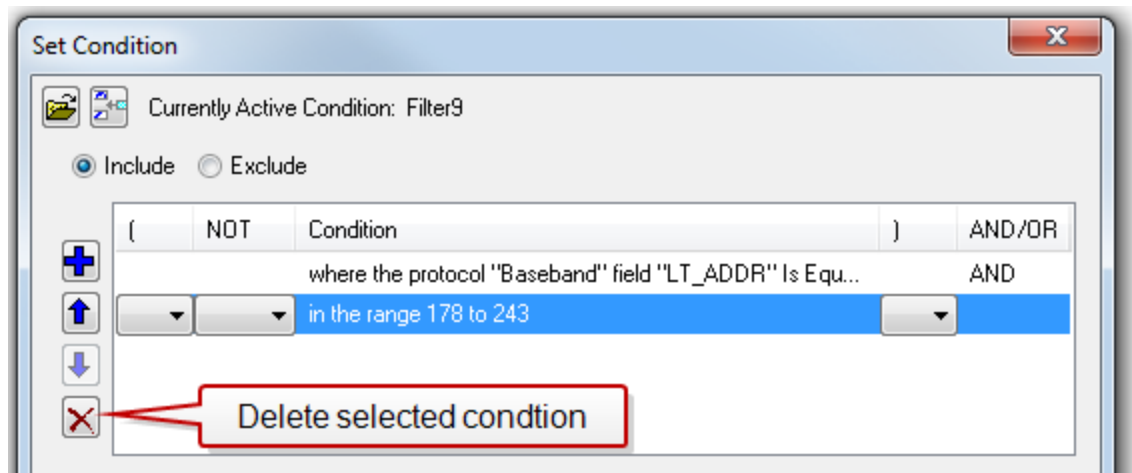 Set Condition
Currently Active Condition: Filter9
Include Exclude
( NOT Condition ) AND/OR
where the protocol "Baseband" field "LT_ADDR" Is Equ... AND
in the range 178 to 243
Delete selected condtion